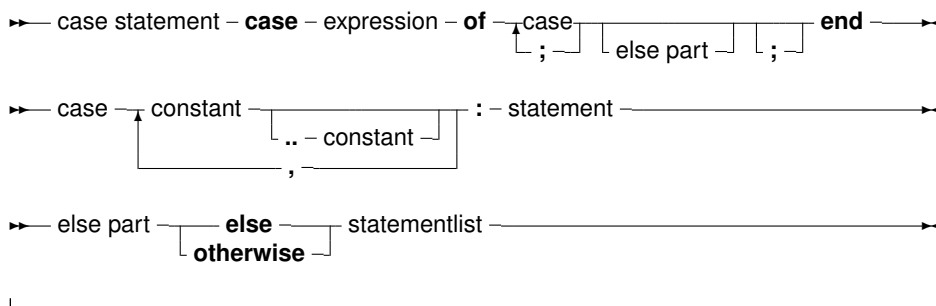 case statement case expression of case end
; else part ;
case constant : statement
.. constant
,
else part else statementlist
otherwise